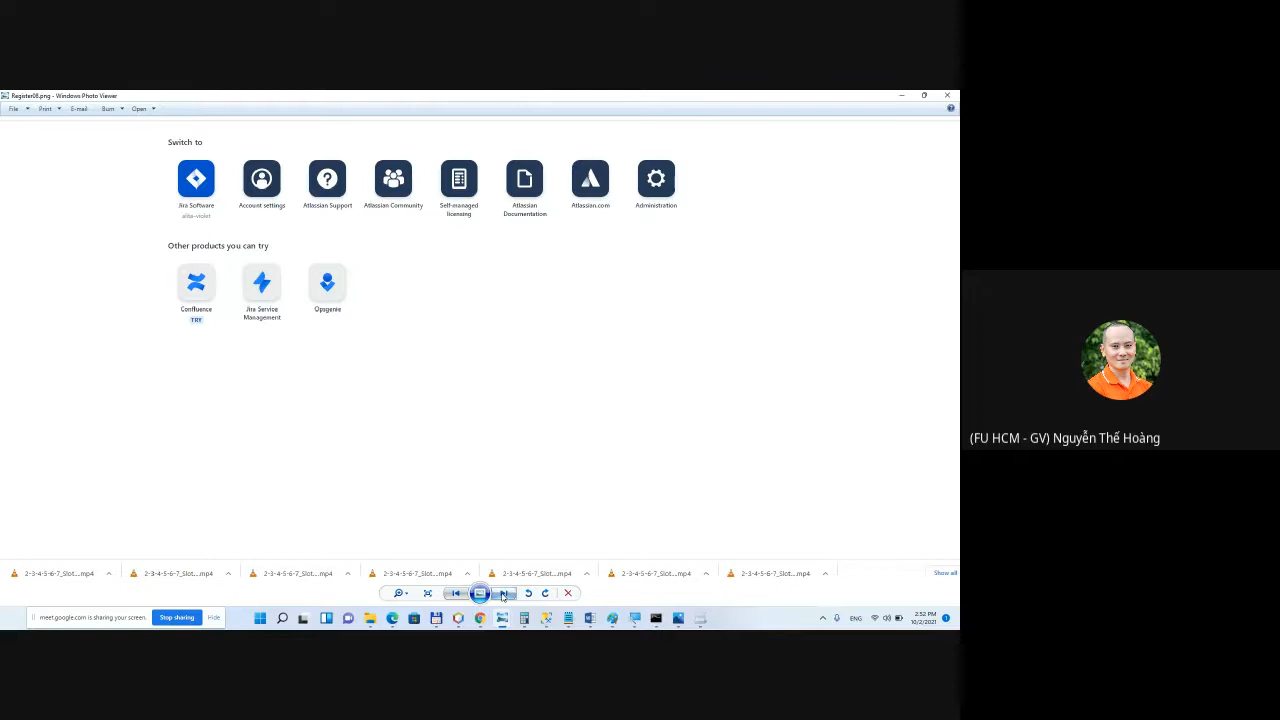 Register08.png - Windows Photo Viewer
File Print E-mail Burn Open
Switch to
Jira Software Account settings Atlassian Support Atlassian Community Self-managed licensing Atlassian Documentation Atlassian.com Administration
alita-violet
Other products you can try
Confluence Jira Service Management Opsgenie
TRY
2-3-4-5-6-7_Slot....mp4 2-3-4-5-6-7_Slot....mp4 2-3-4-5-6-7_Slot....mp4 2-3-4-5-6-7_Slot....mp4 2-3-4-5-6-7_Slot....mp4 2-3-4-5-6-7_Slot....mp4 2-3-4-5-6-7_Slot....mp4 Show all
meet.google.com is sharing your screen. Stop sharing Hide
ENG
2:52 PM
10/2/2021
(FU HCM - GV) Nguyễn Thế Hoàng